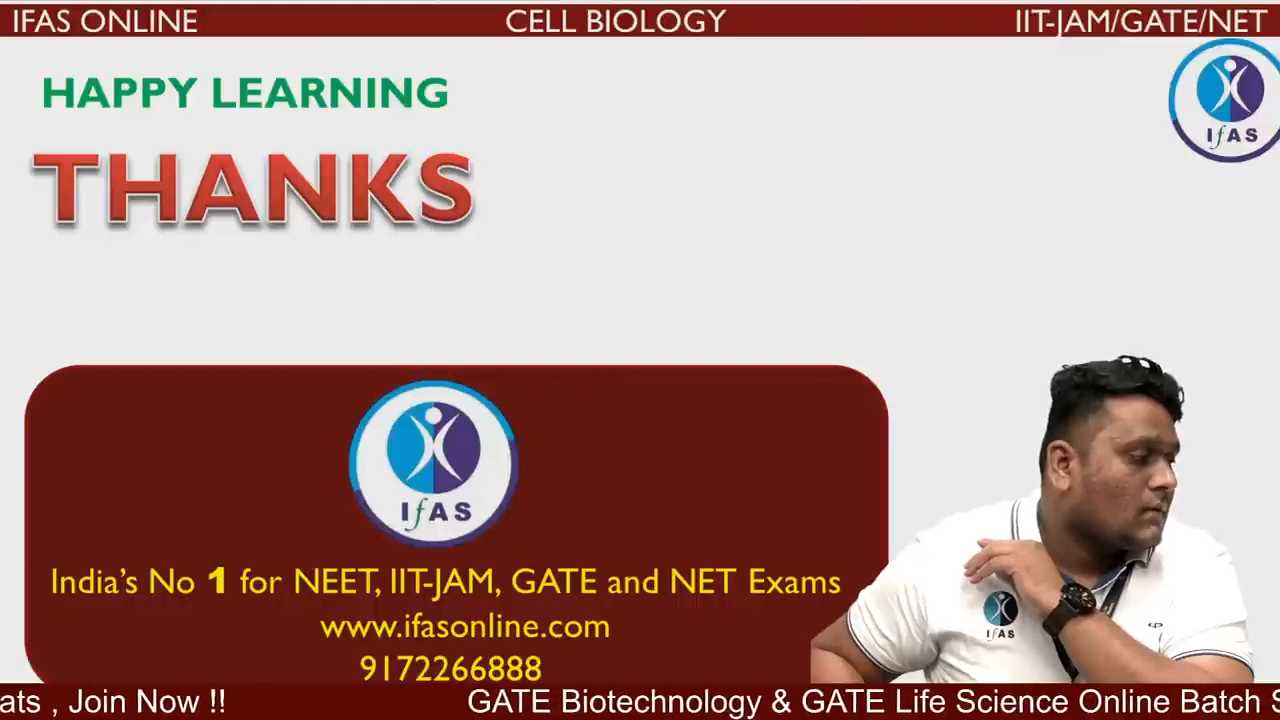 IFAS ONLINE CELL BIOLOGY IIT-JAM/GATE/NET
HAPPY LEARNING
IfAS
THANKS
IfAS
India's No 1 for NEET, IIT-JAM, GATE and NET Exams
www.ifasonline.com
9172266888
IfAS
ats , Join Now !! GATE Biotechnology & GATE Life Science Online Batch S